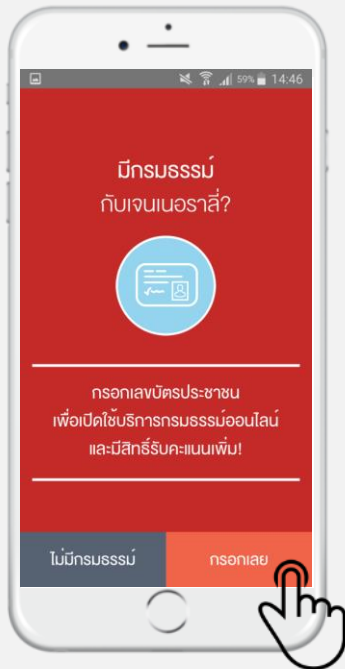 59% 14:46
มีกรมธรรม์
กับเจนเนอราลี่?
กรอกเลขบัตรประชาชน
เพื่อเปิดใช้บริการกรมธรรม์ออนไลน์
และมีสิทธิ์รับคะแนนเพิ่ม!
ไม่มีกรมธรรม์
กรอกเลย